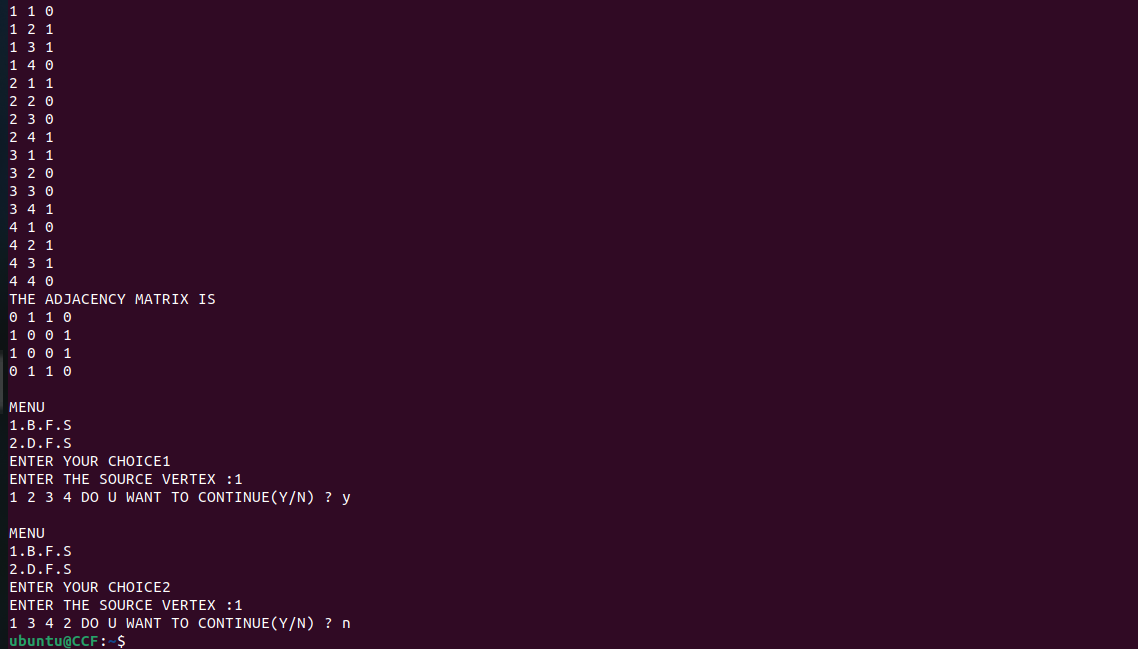 1 1 0
1 2 1
1 3 1
1 4 0
2 1 1
2 2 0
2 3 0
2 4 1
3 1 1
3 2 0
3 3 0
3 4 1
4 1 0
4 2 1
4 3 1
4 4 0
THE ADJACENCY MATRIX IS
0 1 1 0
1 0 0 1
1 0 0 1
0 1 1 0
MENU
1.B.F.S
2.D.F.S
ENTER YOUR CHOICE1
ENTER THE SOURCE VERTEX :1
1 2 3 4 DO U WANT TO CONTINUE(Y/N) ? y
MENU
1.B.F.S
2.D.F.S
ENTER YOUR CHOICE2
ENTER THE SOURCE VERTEX :1
1 3 4 2 DO U WANT TO CONTINUE(Y/N) ? n
ubuntu@CCF:~$